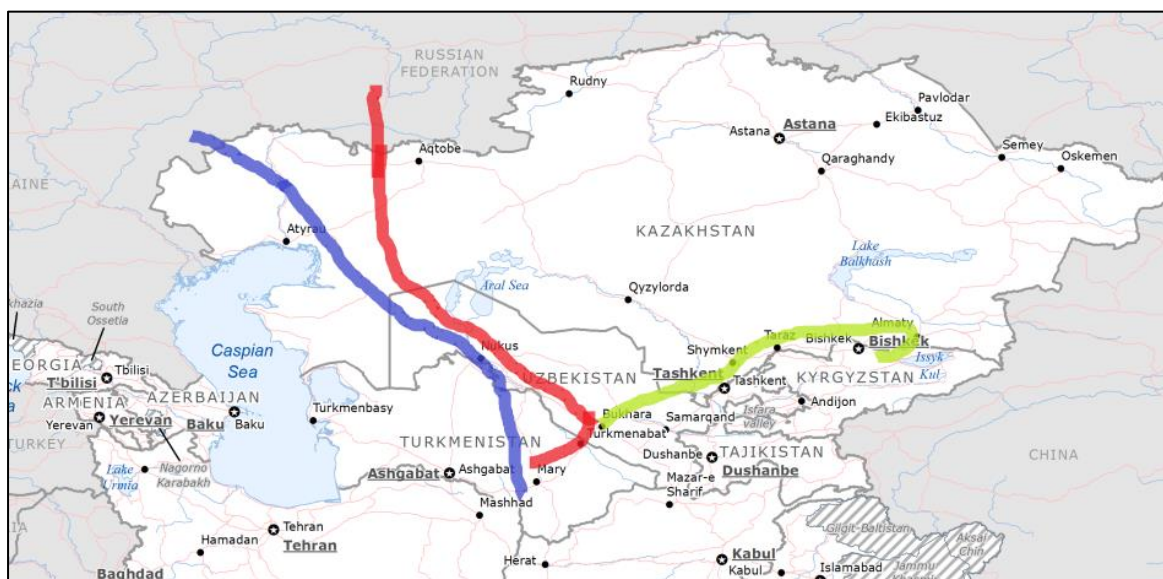 RUSSIAN
FEDERATION
Rudny
Pavlodar
Astana
Astana
Ekibastuz
Semey
Oskemen
Aqtobe
Qaraghandy
AINE
Atyrau
KAZAKHSTAN
Lake
Balkhash
Aral Sea
Qyzylorda
khazia
South
Ossetia
Caspian
Sea
Nukus
Almaty
Taraz
Bishkek
Bishkek
Shymkent
Issyk
Kul
EORGIA
Tbilisi
T'bilisi
UZBEKISTAN
Tashkent
Tashkent
KYRGYZSTAN
ARMENIA
AZERBAIJAN
Yerevan
Yerevan
Baku
Baku
Turkmenbasy
Bukhara
Samarqand
Isfara
valley
Andijon
TURKEY
TURKMENISTAN
Turkmenabat
Dushanbe
TAJIKISTAN
Dushanbe
CHINA
Nagorno
Karabakh
Lake
Urmia
Ashgabat
Ashgabat
Mary
Mazar-e
Sharif
Mashhad
Tehran
Tehran
Hamadan
Gilgit-Baltistan
Aksai
Chin
Herat
Kabul
Kabul
Islamabad
Jammu
Baghdad